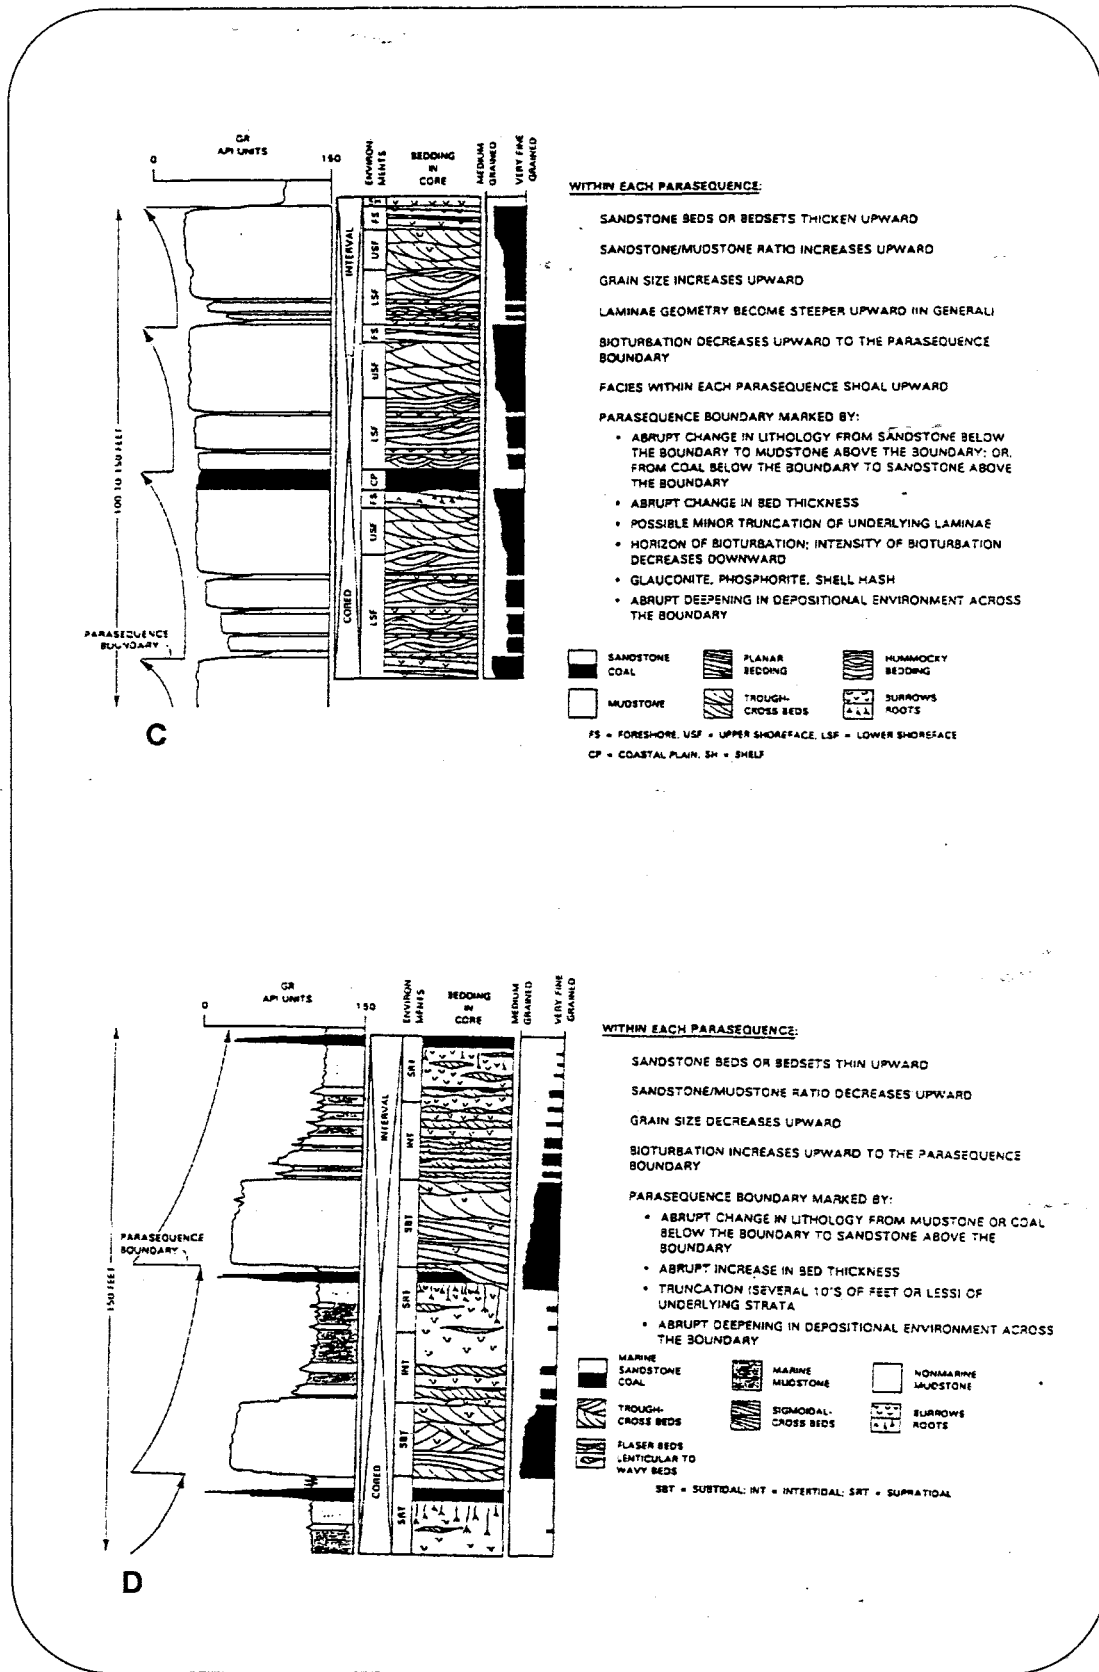 GR
API UNITS
0
150
ENVIRON-
MENTS
BEDDING
IN
CORE
MEDIUM
GRAINED
VERY FINE
GRAINED
100 TO 150 FEET
PARASEQUENCE
BOUNDARY
INTERVAL
CORED
FS
USF
LSF
FS
USF
LSF
CP
FS
USF
LSF
C
WITHIN EACH PARASEQUENCE:
SANDSTONE BEDS OR BEDSETS THICKEN UPWARD
SANDSTONE/MUDSTONE RATIO INCREASES UPWARD
GRAIN SIZE INCREASES UPWARD
LAMINAE GEOMETRY BECOME STEEPER UPWARD (IN GENERAL)
BIOTURBATION DECREASES UPWARD TO THE PARASEQUENCE
BOUNDARY
FACIES WITHIN EACH PARASEQUENCE SHOAL UPWARD
PARASEQUENCE BOUNDARY MARKED BY:
• ABRUPT CHANGE IN LITHOLOGY FROM SANDSTONE BELOW
THE BOUNDARY TO MUDSTONE ABOVE THE BOUNDARY; OR,
FROM COAL BELOW THE BOUNDARY TO SANDSTONE ABOVE
THE BOUNDARY
• ABRUPT CHANGE IN BED THICKNESS
• POSSIBLE MINOR TRUNCATION OF UNDERLYING LAMINAE
• HORIZON OF BIOTURBATION; INTENSITY OF BIOTURBATION
DECREASES DOWNWARD
• GLAUCONITE, PHOSPHORITE, SHELL HASH
• ABRUPT DEEPENING IN DEPOSITIONAL ENVIRONMENT ACROSS
THE BOUNDARY
SANDSTONE
COAL
PLANAR
BEDDING
HUMMOCKY
BEDDING
MUDSTONE
TROUGH-
CROSS BEDS
BURROWS
ROOTS
FS = FORESHORE, USF = UPPER SHOREFACE, LSF = LOWER SHOREFACE
CP = COASTAL PLAIN, SH = SHELF
GR
API UNITS
0
150
ENVIRON
MENTS
BEDDING
IN
CORE
MEDIUM
GRAINED
VERY FINE
GRAINED
150 FEET
PARASEQUENCE
BOUNDARY
INTERVAL
CORED
SRT
INT
SBT
SRT
INT
SBT
SRT
D
WITHIN EACH PARASEQUENCE:
SANDSTONE BEDS OR BEDSETS THIN UPWARD
SANDSTONE/MUDSTONE RATIO DECREASES UPWARD
GRAIN SIZE DECREASES UPWARD
BIOTURBATION INCREASES UPWARD TO THE PARASEQUENCE
BOUNDARY
PARASEQUENCE BOUNDARY MARKED BY:
• ABRUPT CHANGE IN LITHOLOGY FROM MUDSTONE OR COAL
BELOW THE BOUNDARY TO SANDSTONE ABOVE THE
BOUNDARY
• ABRUPT INCREASE IN BED THICKNESS
• TRUNCATION (SEVERAL 10'S OF FEET OR LESS) OF
UNDERLYING STRATA
• ABRUPT DEEPENING IN DEPOSITIONAL ENVIRONMENT ACROSS
THE BOUNDARY
MARINE
SANDSTONE
COAL
MARINE
MUDSTONE
NONMARINE
MUDSTONE
TROUGH-
CROSS BEDS
SIGMOIDAL-
CROSS BEDS
BURROWS
ROOTS
FLASER BEDS
LENTICULAR TO
WAVY BEDS
SBT = SUBTIDAL; INT = INTERTIDAL; SRT = SUPRATIDAL